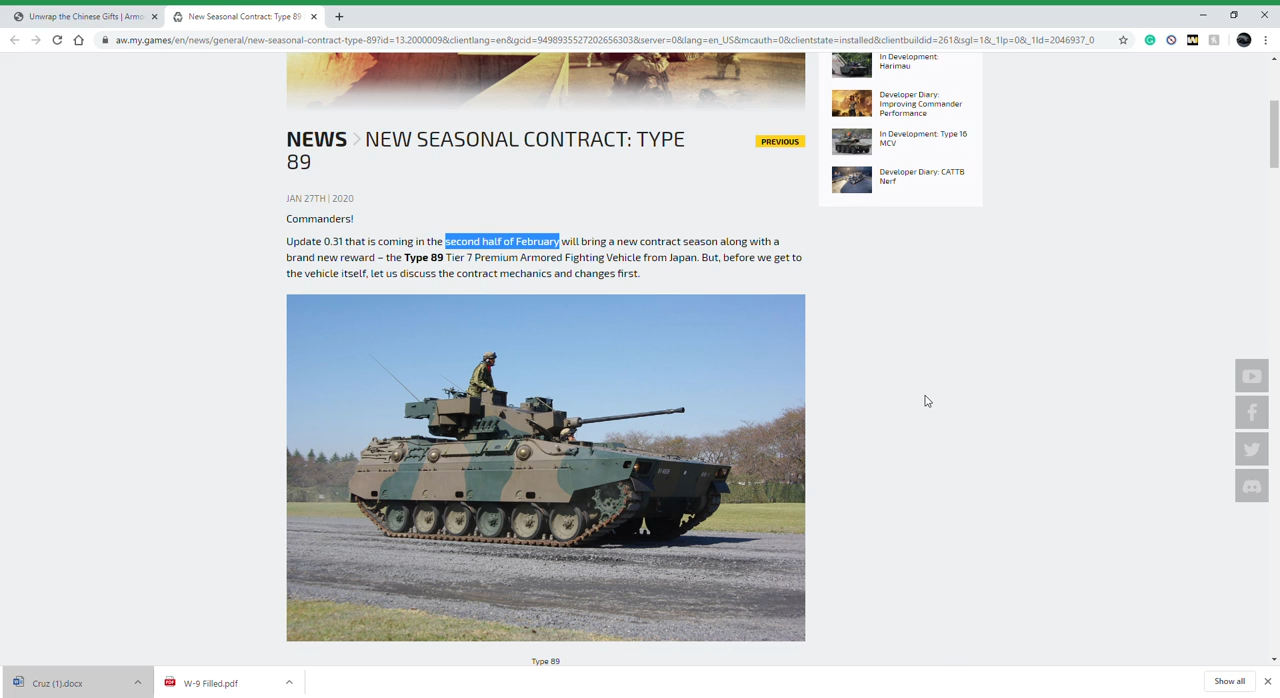 Unwrap the Chinese Gifts | Armo
New Seasonal Contract: Type 89 |
aw.my.games/en/news/general/new-seasonal-contract-type-89?id=13.2000009&clientlang=en&gcid=9498935527202656303&server=0&lang=en_US&mcauth=0&clientstate=installed&clientbuildid=261&sgl=1&_1lp=0&_1ld=2046937_0
In Development:
Harimau
Developer Diary:
Improving Commander
Performance
In Development: Type 16
MCV
Developer Diary: CATTB
Nerf
NEWS > NEW SEASONAL CONTRACT: TYPE
89
PREVIOUS
JAN 27TH | 2020
Commanders!
Update 0.31 that is coming in the second half of February will bring a new contract season along with a
brand new reward – the Type 89 Tier 7 Premium Armored Fighting Vehicle from Japan. But, before we get to
the vehicle itself, let us discuss the contract mechanics and changes first.
Type 89
Cruz (1).docx
W-9 Filled.pdf
Show all